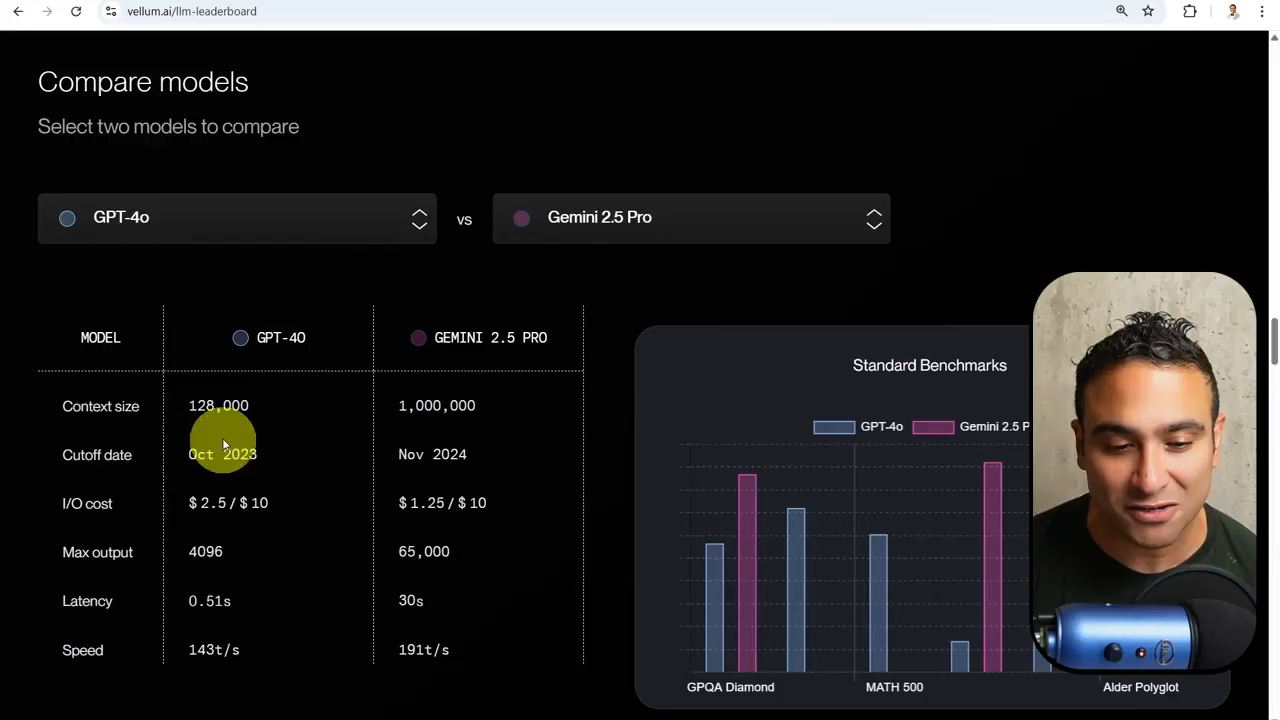 vellum.ai/llm-leaderboard
Compare models
Select two models to compare
GPT-4o
vs
Gemini 2.5 Pro
MODEL GPT-4O GEMINI 2.5 PRO
Context size 128,000 1,000,000
Cutoff date Oct 2023 Nov 2024
I/O cost $ 2.5 / $ 10 $ 1.25 / $ 10
Max output 4096 65,000
Latency 0.51s 30s
Speed 143t/s 191t/s
Standard Benchmarks
GPT-4o Gemini 2.5 P
GPQA Diamond MATH 500 Alder Polyglot